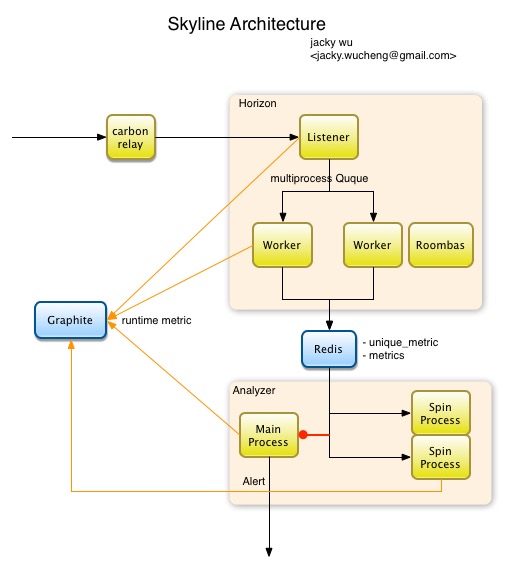 Skyline Architecture
jacky wu
<jacky.wucheng@gmail.com>
Horizon
carbon
relay
Listener
multiprocess Quque
Worker
Worker
Roombas
Graphite
runtime metric
Redis
- unique_metric
- metrics
Analyzer
Spin
Process
Main
Process
Spin
Process
Alert